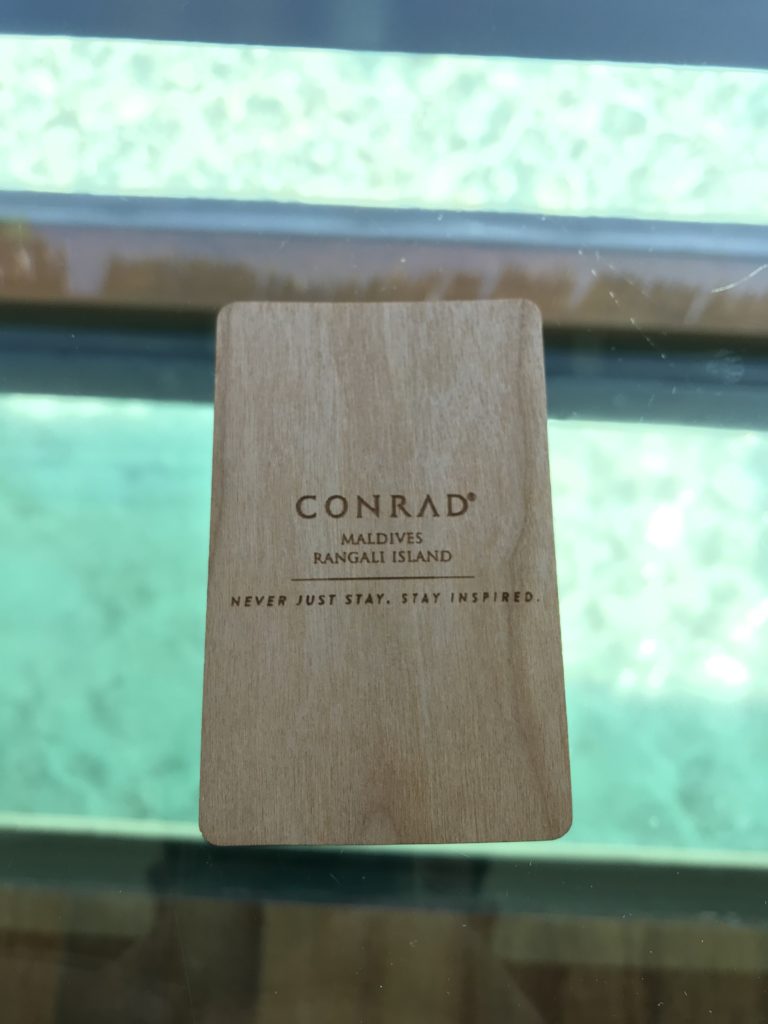 CONRAD®
MALDIVES
RANGALI ISLAND
NEVER JUST STAY. STAY INSPIRED.